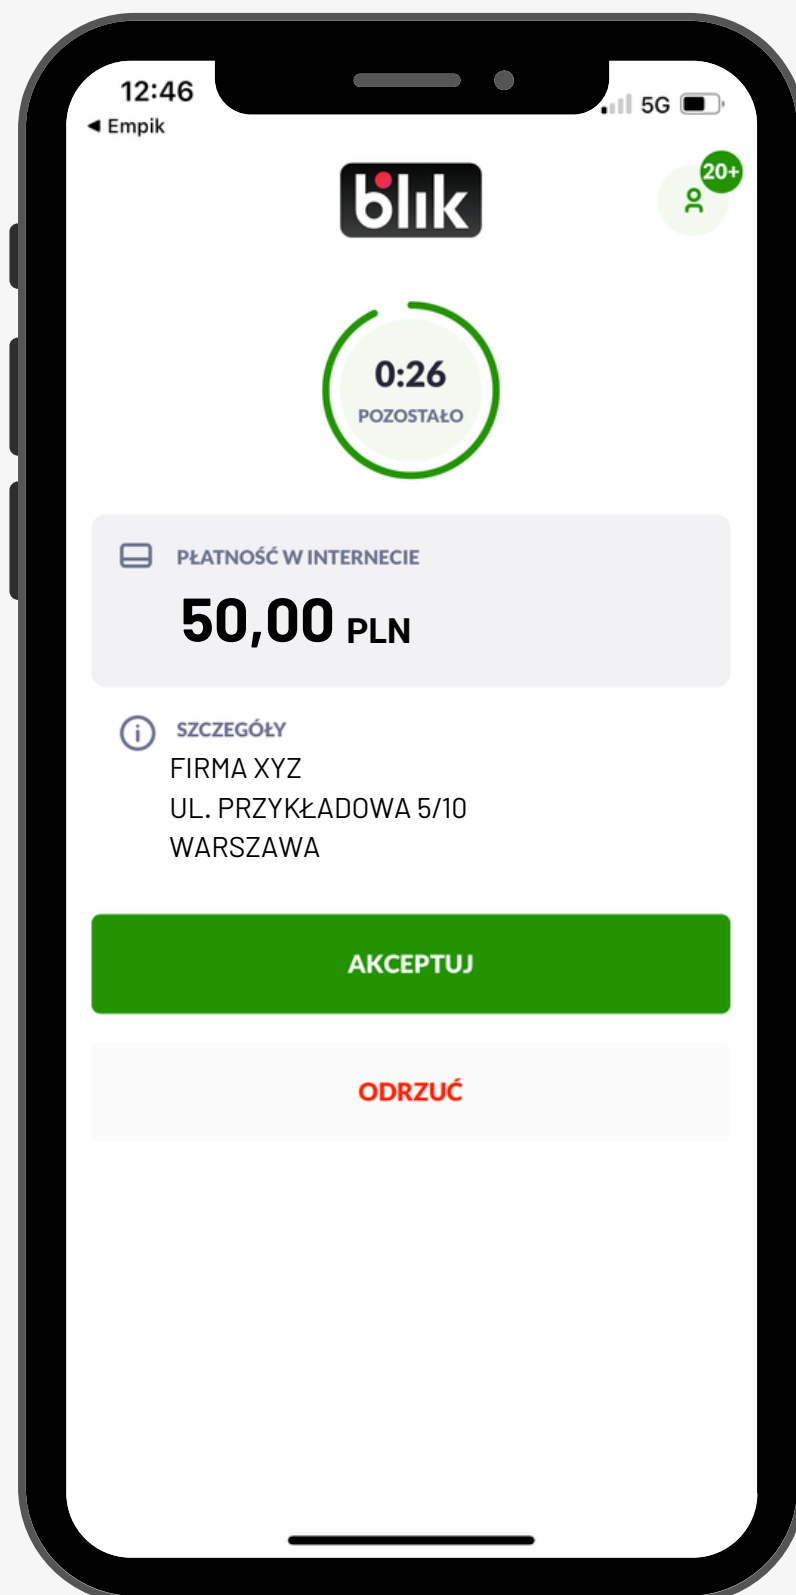 12:46
5G
◀ Empik
blik
20+
0:26
POZOSTAŁO
PŁATNOŚĆ W INTERNECIE
50,00 PLN
SZCZEGÓŁY
FIRMA XYZ
UL. PRZYKŁADOWA 5/10
WARSZAWA
AKCEPTUJ
ODRZUĆ